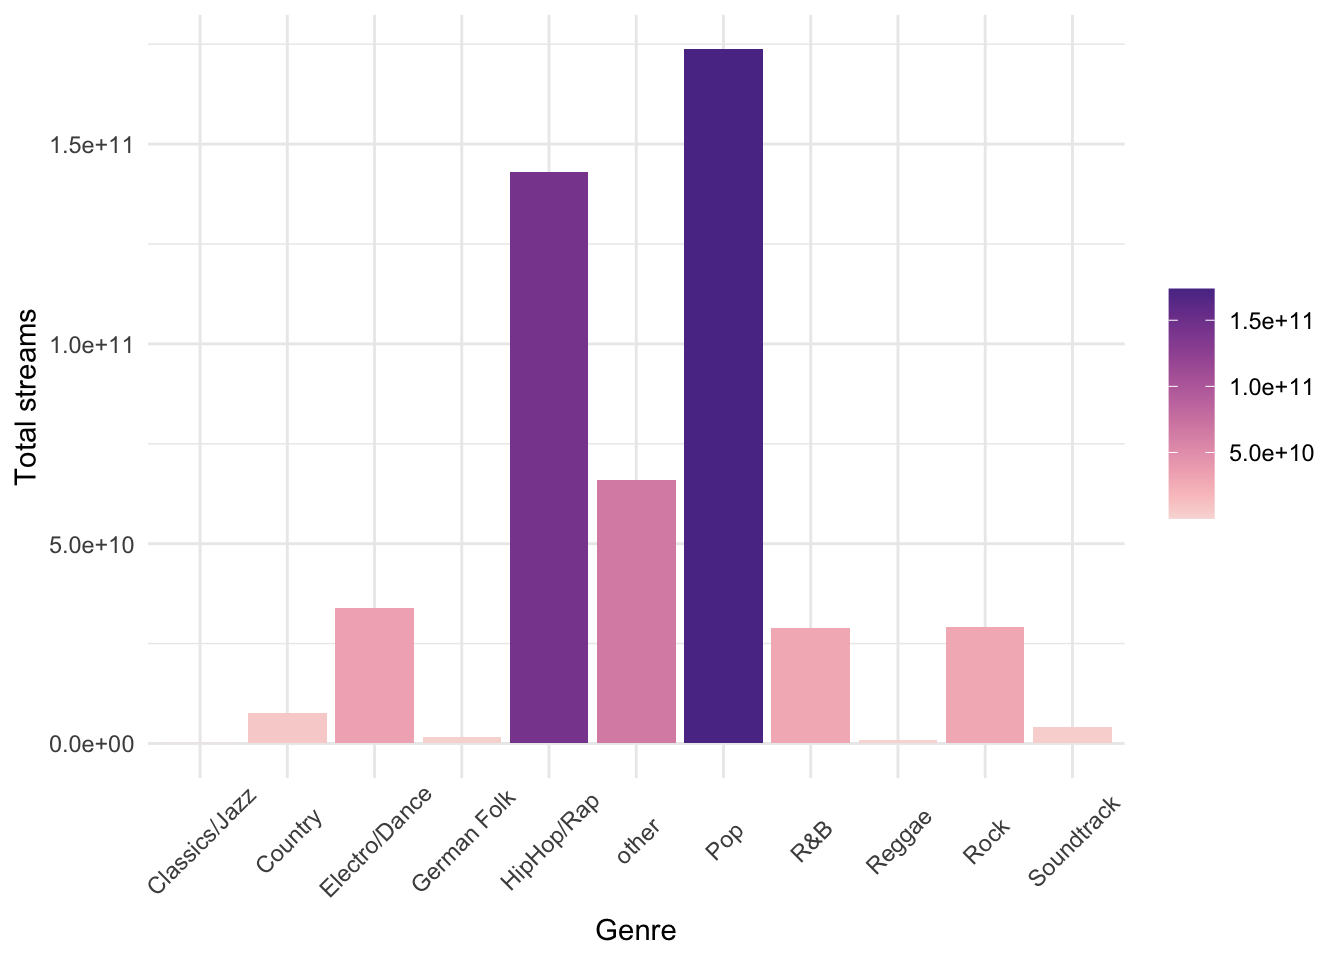 Total streams
1.5e+11
1.0e+11
5.0e+10
0.0e+00
Classics/Jazz
Country
Electro/Dance
German Folk
HipHop/Rap
other
Pop
R&B
Reggae
Rock
Soundtrack
Genre
1.5e+11
1.0e+11
5.0e+10